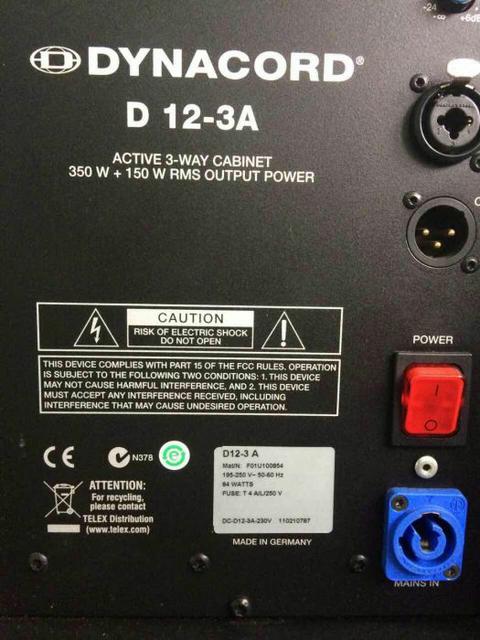 -24
-∞
+6dB
DYNACORD®
D 12-3A
ACTIVE 3-WAY CABINET
350 W + 150 W RMS OUTPUT POWER
CAUTION
RISK OF ELECTRIC SHOCK
DO NOT OPEN
THIS DEVICE COMPLIES WITH PART 15 OF THE FCC RULES. OPERATION
IS SUBJECT TO THE FOLLOWING TWO CONDITIONS: 1. THIS DEVICE
MAY NOT CAUSE HARMFUL INTERFERENCE, AND 2. THIS DEVICE
MUST ACCEPT ANY INTERFERENCE RECEIVED, INCLUDING
INTERFERENCE THAT MAY CAUSE UNDESIRED OPERATION.
POWER
I
O
CE
N378
ATTENTION:
For recycling,
please contact
TELEX Distribution
(www.telex.com)
D12-3 A
Mat/N: F01U100954
195-250 V~ 50-60 Hz
84 WATTS
FUSE: T 4 A/L/250 V
DC-D12-3A-230V 110210787
MADE IN GERMANY
MAINS IN